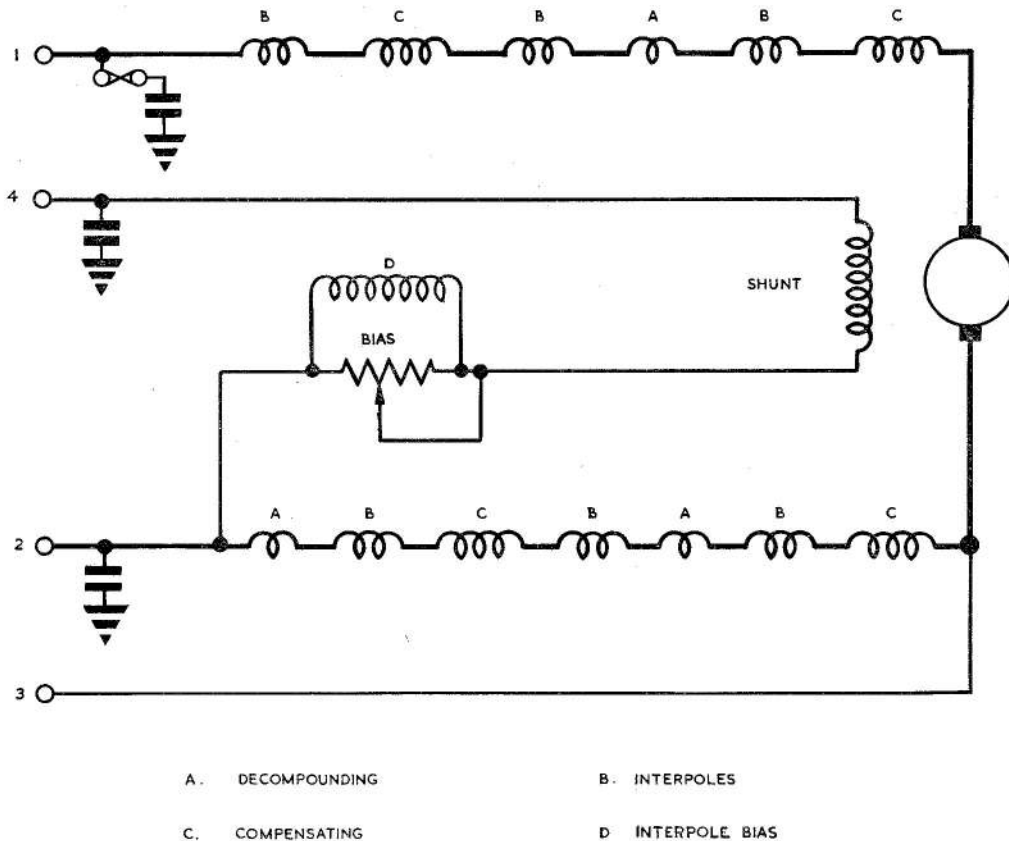 B C B A B C
1
4
D
SHUNT
BIAS
A B C B A B C
2
3
A. DECOMPOUNDING B. INTERPOLES
C. COMPENSATING D INTERPOLE BIAS